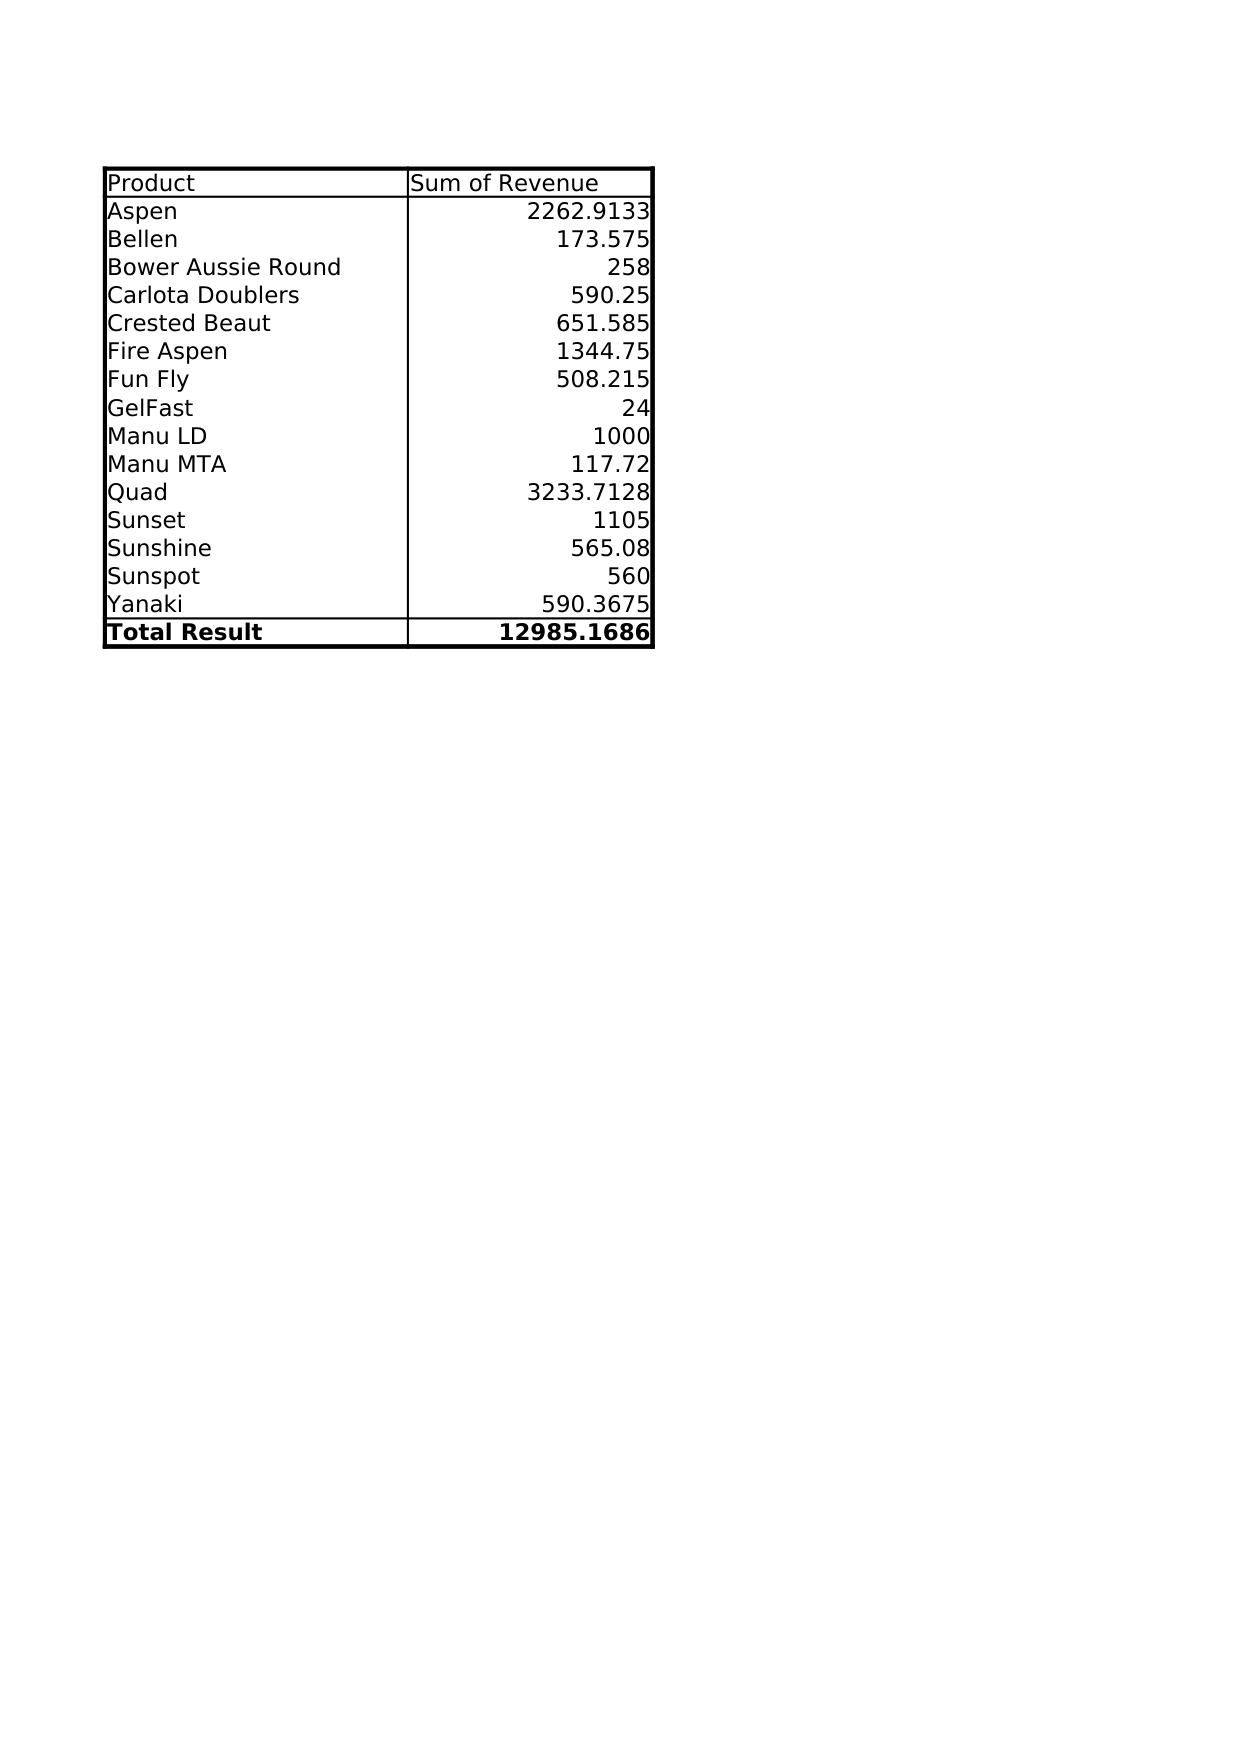 Product Sum of Revenue
Aspen 2262.9133
Bellen 173.575
Bower Aussie Round 258
Carlota Doublers 590.25
Crested Beaut 651.585
Fire Aspen 1344.75
Fun Fly 508.215
GelFast 24
Manu LD 1000
Manu MTA 117.72
Quad 3233.7128
Sunset 1105
Sunshine 565.08
Sunspot 560
Yanaki 590.3675
Total Result 12985.1686